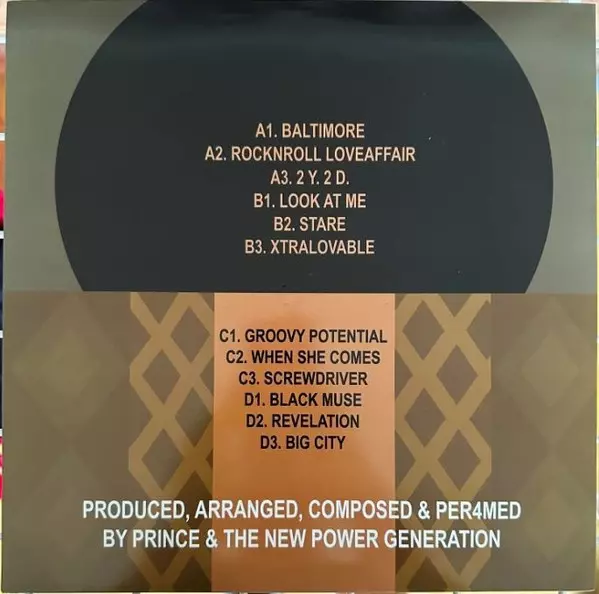 A1. BALTIMORE
A2. ROCKNROLL LOVEAFFAIR
A3. 2 Y. 2 D.
B1. LOOK AT ME
B2. STARE
B3. XTRALOVABLE
C1. GROOVY POTENTIAL
C2. WHEN SHE COMES
C3. SCREWDRIVER
D1. BLACK MUSE
D2. REVELATION
D3. BIG CITY
PRODUCED, ARRANGED, COMPOSED & PER4MED
BY PRINCE & THE NEW POWER GENERATION